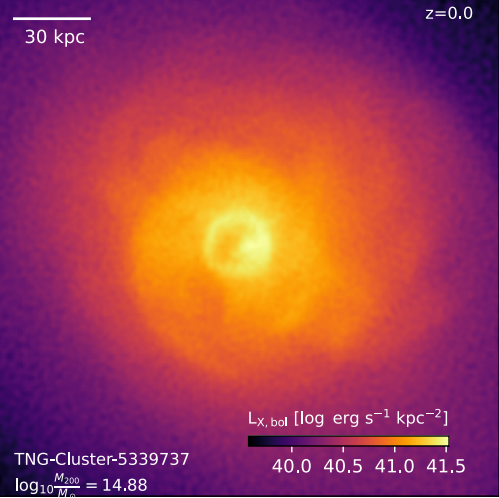 z=0.0
30 kpc
L_X,bol [log erg s⁻¹ kpc⁻²]
40.0 40.5 41.0 41.5
TNG-Cluster-5339737
log₁₀ M₂₀₀/M⊙ = 14.88